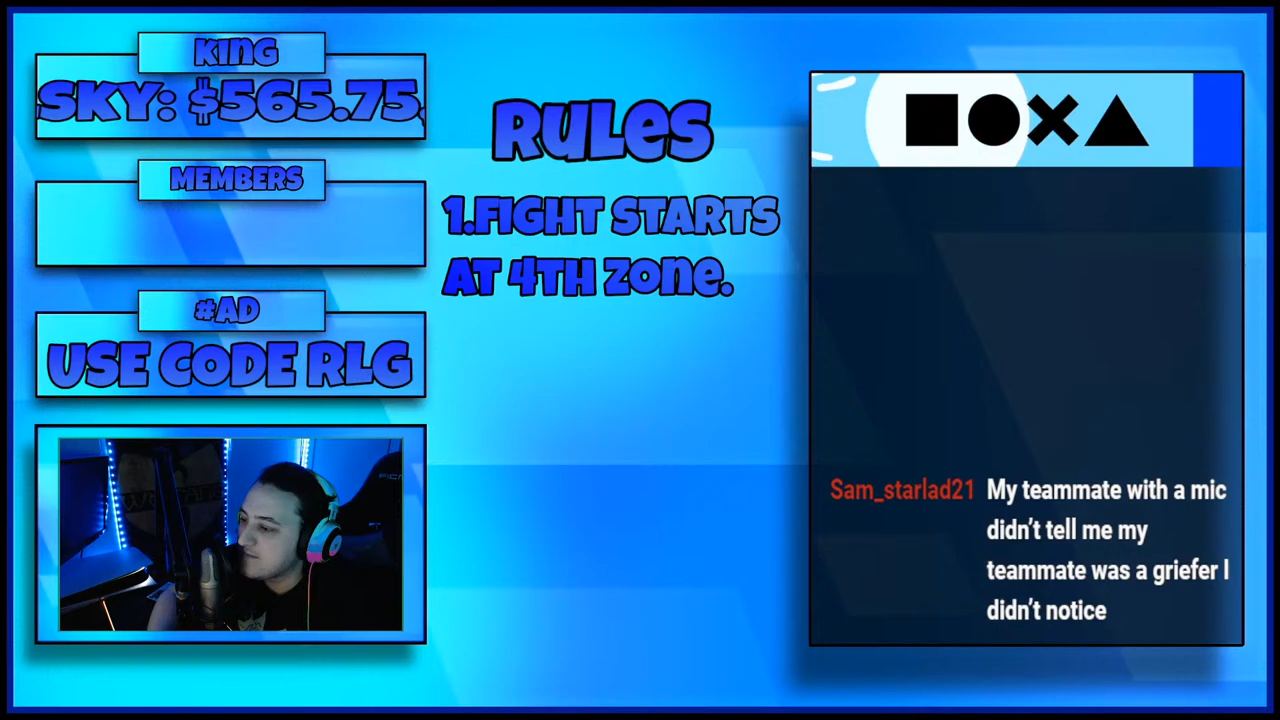 King
SKY: $565.75
MEMBERS
#AD
USE CODE RLG
RULES
1.FIGHT STARTS
AT 4TH ZONE.
Sam_starlad21 My teammate with a mic
didn’t tell me my
teammate was a griefer I
didn’t notice